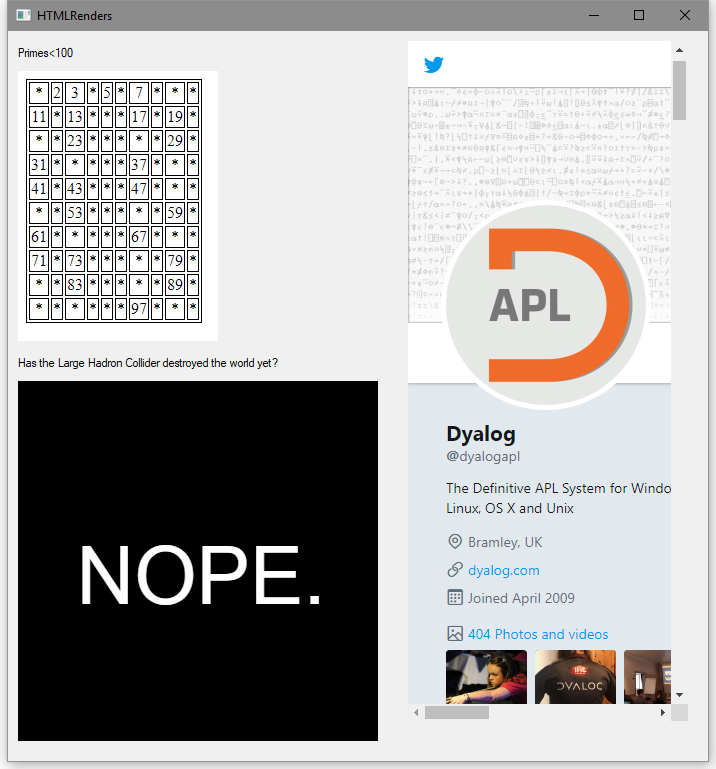 HTMLRenders
Primes<100
* 2 3 * 5 * 7 * * *
11 * 13 * * * 17 * 19 *
* * 23 * * * * * 29 *
31 * * * * * 37 * * *
41 * 43 * * * 47 * * *
* * 53 * * * * * 59 *
61 * * * * * 67 * * *
71 * 73 * * * * * 79 *
* * 83 * * * * * 89 *
* * * * * * 97 * * *
Has the Large Hadron Collider destroyed the world yet?
NOPE.
APL
Dyalog
@dyalogapl
The Definitive APL System for Windo
Linux, OS X and Unix
Bramley, UK
dyalog.com
Joined April 2009
404 Photos and videos
DYALOG